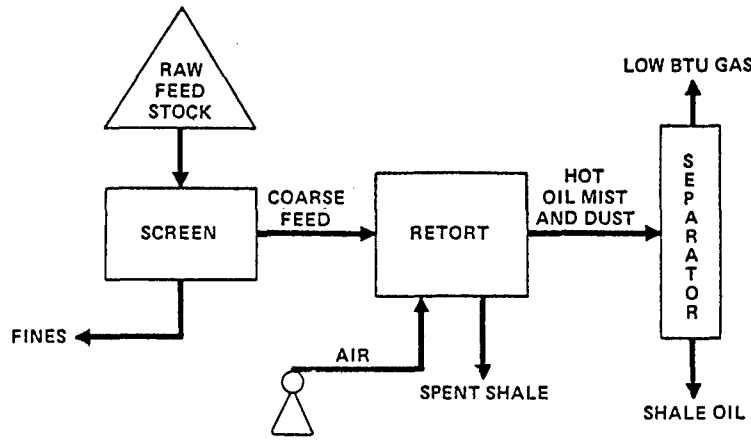 RAW
FEED
STOCK
SCREEN
FINES
COARSE
FEED
RETORT
AIR
SPENT SHALE
HOT
OIL MIST
AND DUST
LOW BTU GAS
SEPARATOR
SHALE OIL